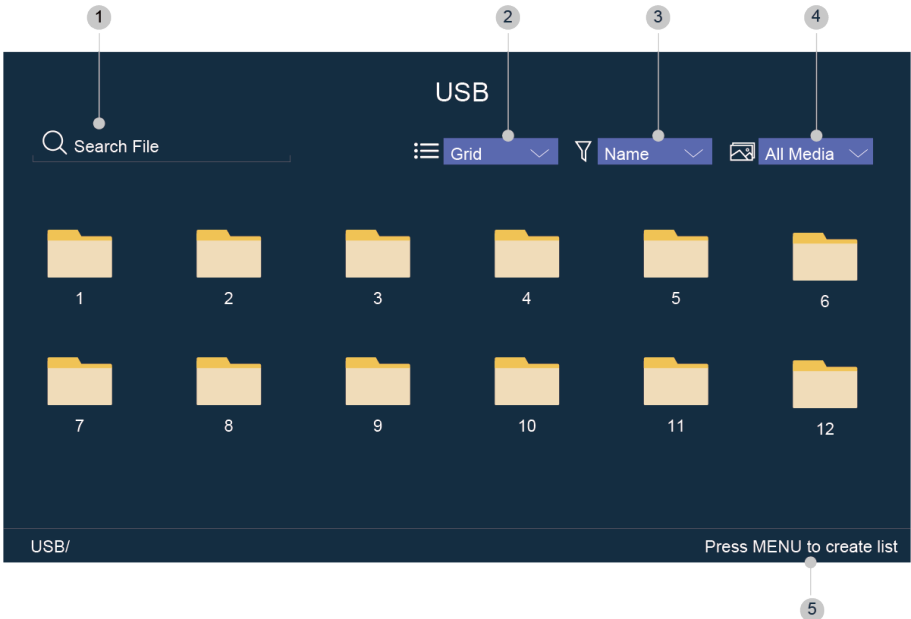 1 2 3 4
USB
Search File Grid Name All Media
1 2 3 4 5 6
7 8 9 10 11 12
USB/ Press MENU to create list
5